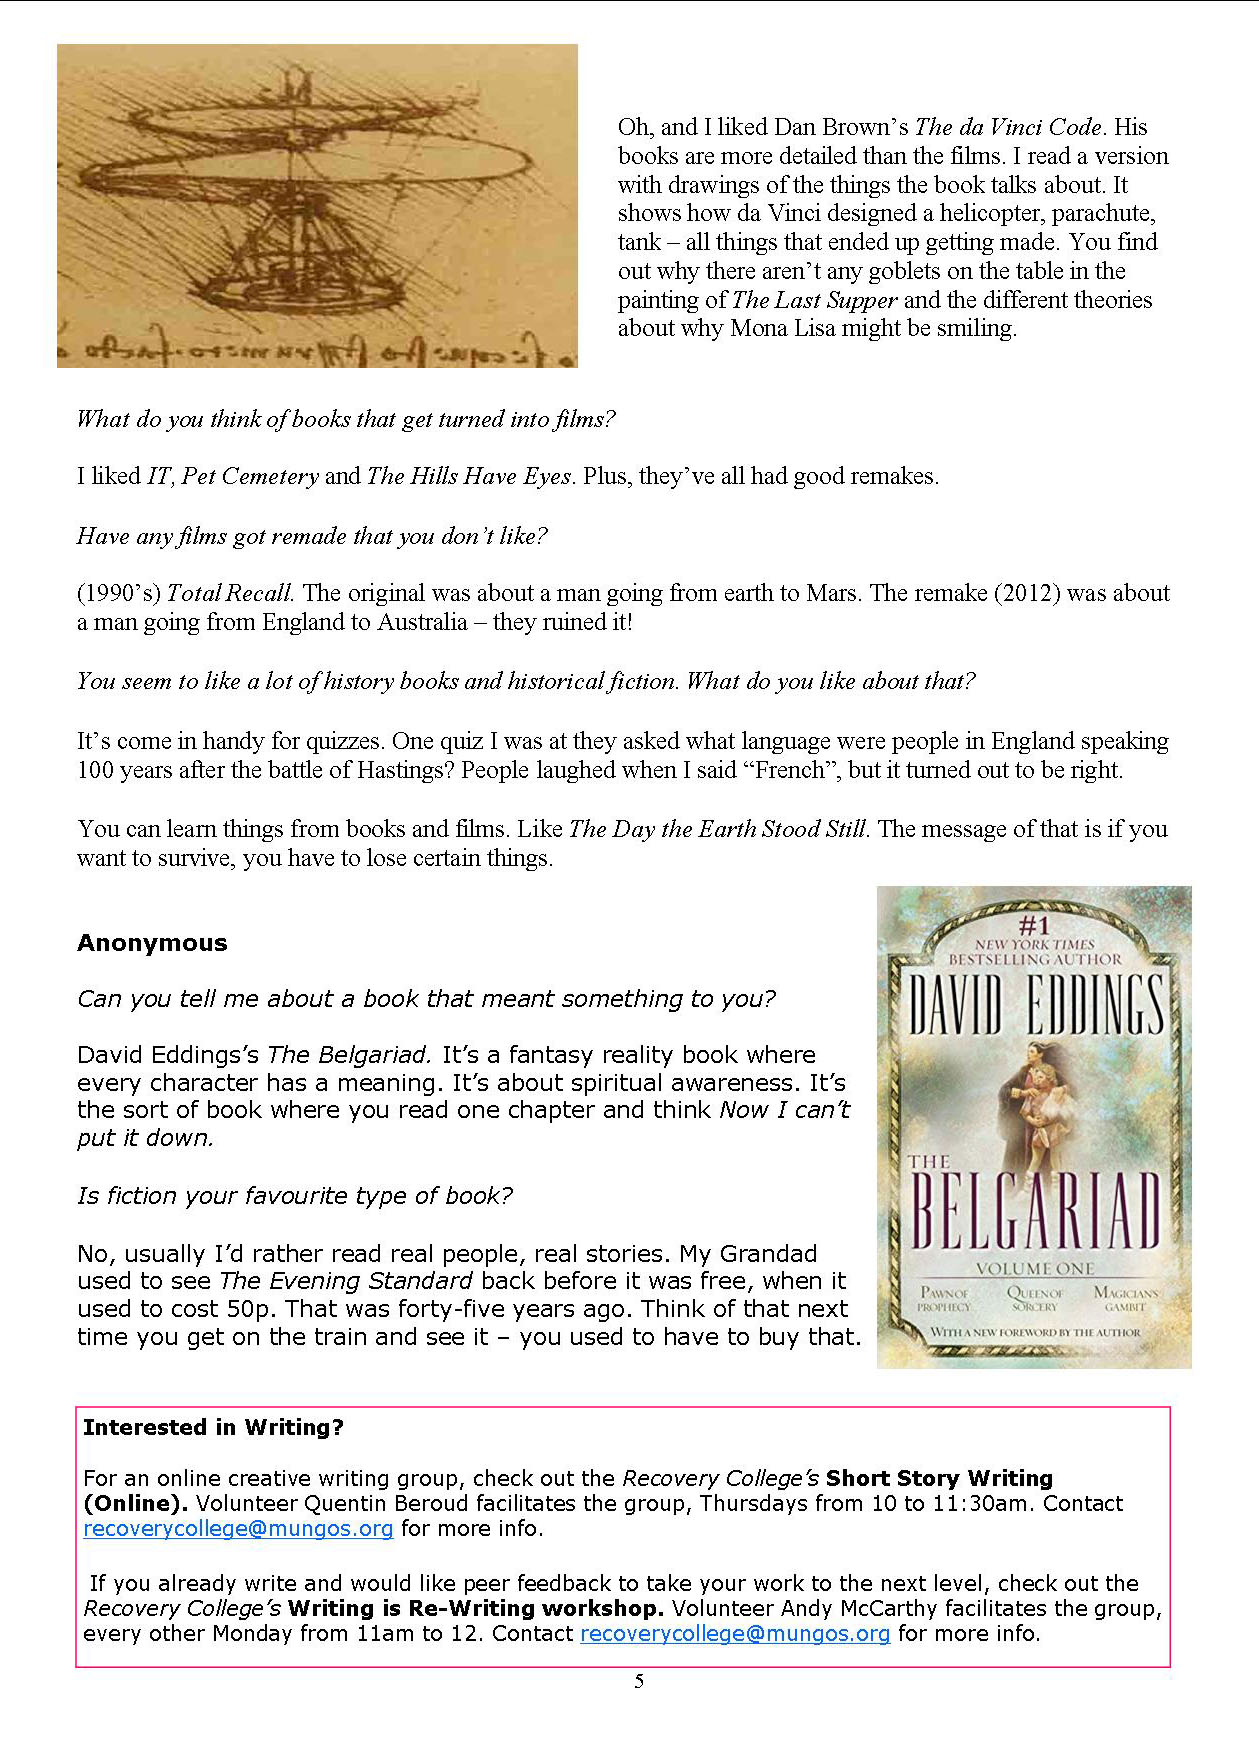 Oh, and I liked Dan Brown’s The da Vinci Code. His
books are more detailed than the films. I read a version
with drawings of the things the book talks about. It
shows how da Vinci designed a helicopter, parachute,
tank – all things that ended up getting made. You find
out why there aren’t any goblets on the table in the
painting of The Last Supper and the different theories
about why Mona Lisa might be smiling.
What do you think of books that get turned into films?
I liked IT, Pet Cemetery and The Hills Have Eyes. Plus, they’ve all had good remakes.
Have any films got remade that you don’t like?
(1990’s) Total Recall. The original was about a man going from earth to Mars. The remake (2012) was about
a man going from England to Australia – they ruined it!
You seem to like a lot of history books and historical fiction. What do you like about that?
It’s come in handy for quizzes. One quiz I was at they asked what language were people in England speaking
100 years after the battle of Hastings? People laughed when I said “French”, but it turned out to be right.
You can learn things from books and films. Like The Day the Earth Stood Still. The message of that is if you
want to survive, you have to lose certain things.
Anonymous
Can you tell me about a book that meant something to you?
David Eddings’s The Belgariad. It’s a fantasy reality book where
every character has a meaning. It’s about spiritual awareness. It’s
the sort of book where you read one chapter and think Now I can’t
put it down.
Is fiction your favourite type of book?
No, usually I’d rather read real people, real stories. My Grandad
used to see The Evening Standard back before it was free, when it
used to cost 50p. That was forty-five years ago. Think of that next
time you get on the train and see it – you used to have to buy that.
#1
NEW YORK TIMES
BESTSELLING AUTHOR
DAVID EDDINGS
THE
BELGARIAD
VOLUME ONE
PAWN OF PROPHECY
QUEEN OF SORCERY
MAGICIAN'S GAMBIT
WITH A NEW FOREWORD BY THE AUTHOR
Interested in Writing?
For an online creative writing group, check out the Recovery College’s Short Story Writing
(Online). Volunteer Quentin Beroud facilitates the group, Thursdays from 10 to 11:30am. Contact
recoverycollege@mungos.org for more info.
If you already write and would like peer feedback to take your work to the next level, check out the
Recovery College’s Writing is Re-Writing workshop. Volunteer Andy McCarthy facilitates the group,
every other Monday from 11am to 12. Contact recoverycollege@mungos.org for more info.
5